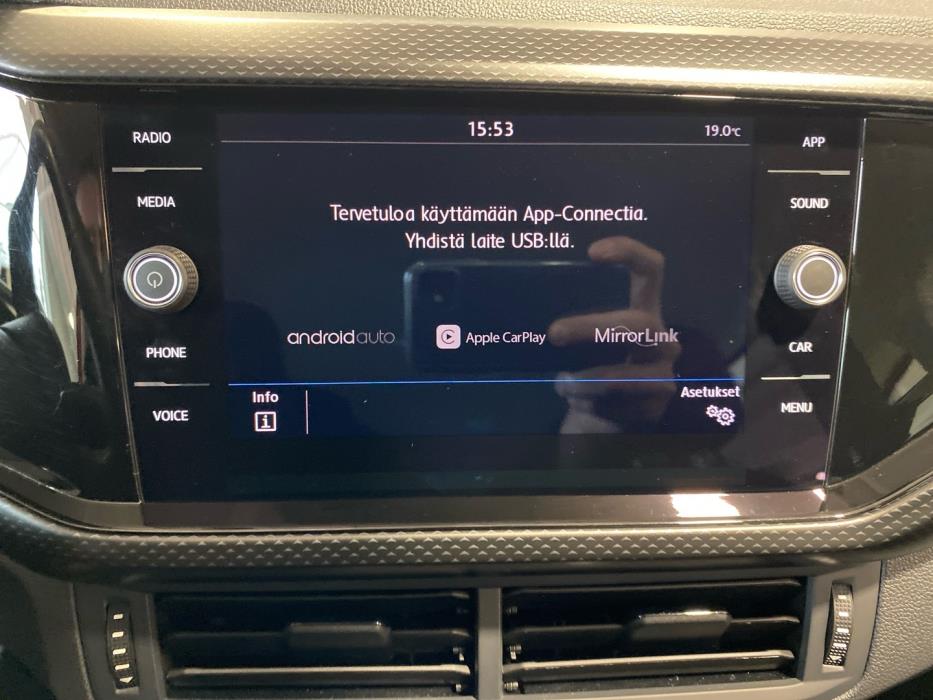 RADIO
MEDIA
PHONE
VOICE
15:53
19.0°C
Tervetuloa käyttämään App-Connectia.
Yhdistä laite USB:llä.
androidauto
Apple CarPlay
MirrorLink
Info
i
Asetukset
APP
SOUND
CAR
MENU